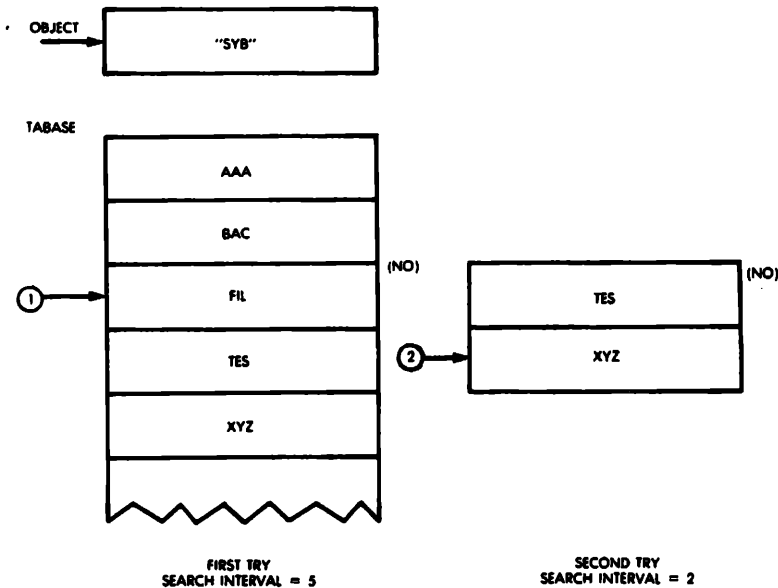 OBJECT
"SYB"
TABASE
AAA
BAC
(NO)
1
FIL
TES
XYZ
(NO)
TES
2
XYZ
FIRST TRY
SEARCH INTERVAL = 5
SECOND TRY
SEARCH INTERVAL = 2